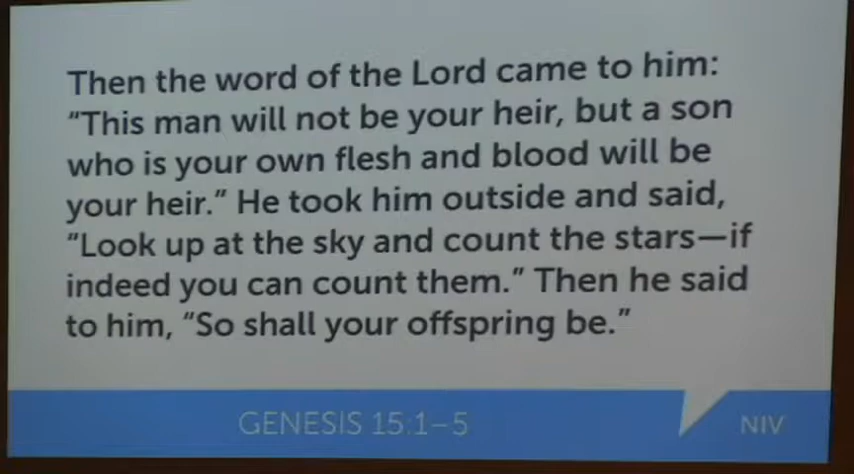 Then the word of the Lord came to him:
“This man will not be your heir, but a son
who is your own flesh and blood will be
your heir.” He took him outside and said,
“Look up at the sky and count the stars—if
indeed you can count them.” Then he said
to him, “So shall your offspring be.”
GENESIS 15:1–5
NIV